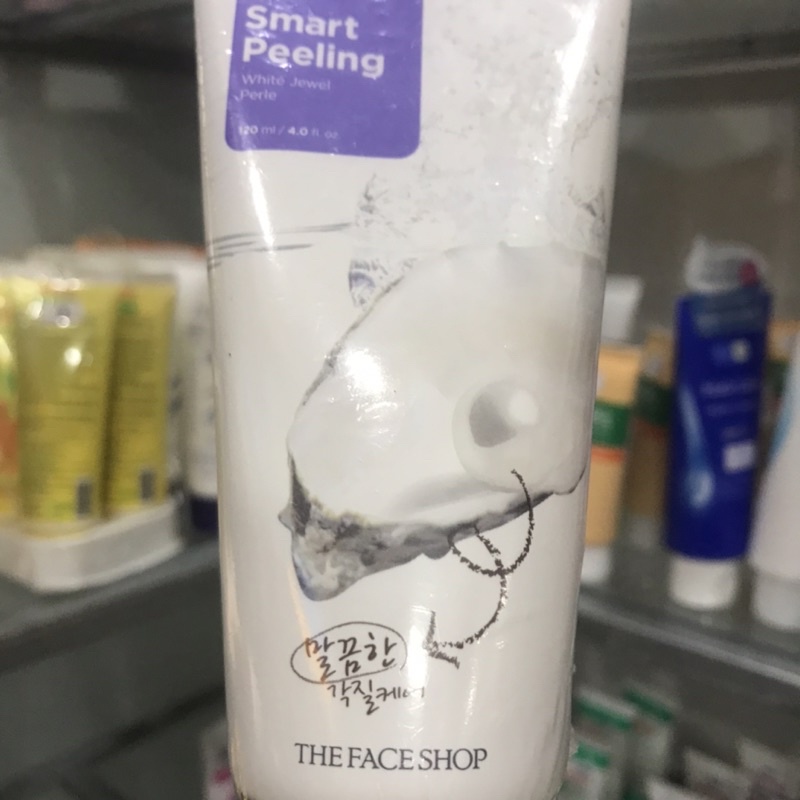 Smart
Peeling
White Jewel
Perle
120 ml / 4.0 fl oz
말끔한
각질케어
THE FACE SHOP